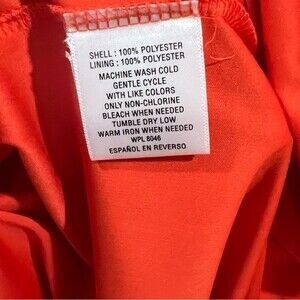 SHELL : 100% POLYESTER
LINING : 100% POLYESTER
MACHINE WASH COLD
GENTLE CYCLE
WITH LIKE COLORS
ONLY NON-CHLORINE
BLEACH WHEN NEEDED
TUMBLE DRY LOW
WARM IRON WHEN NEEDED
WPL 8046
ESPAÑOL EN REVERSO